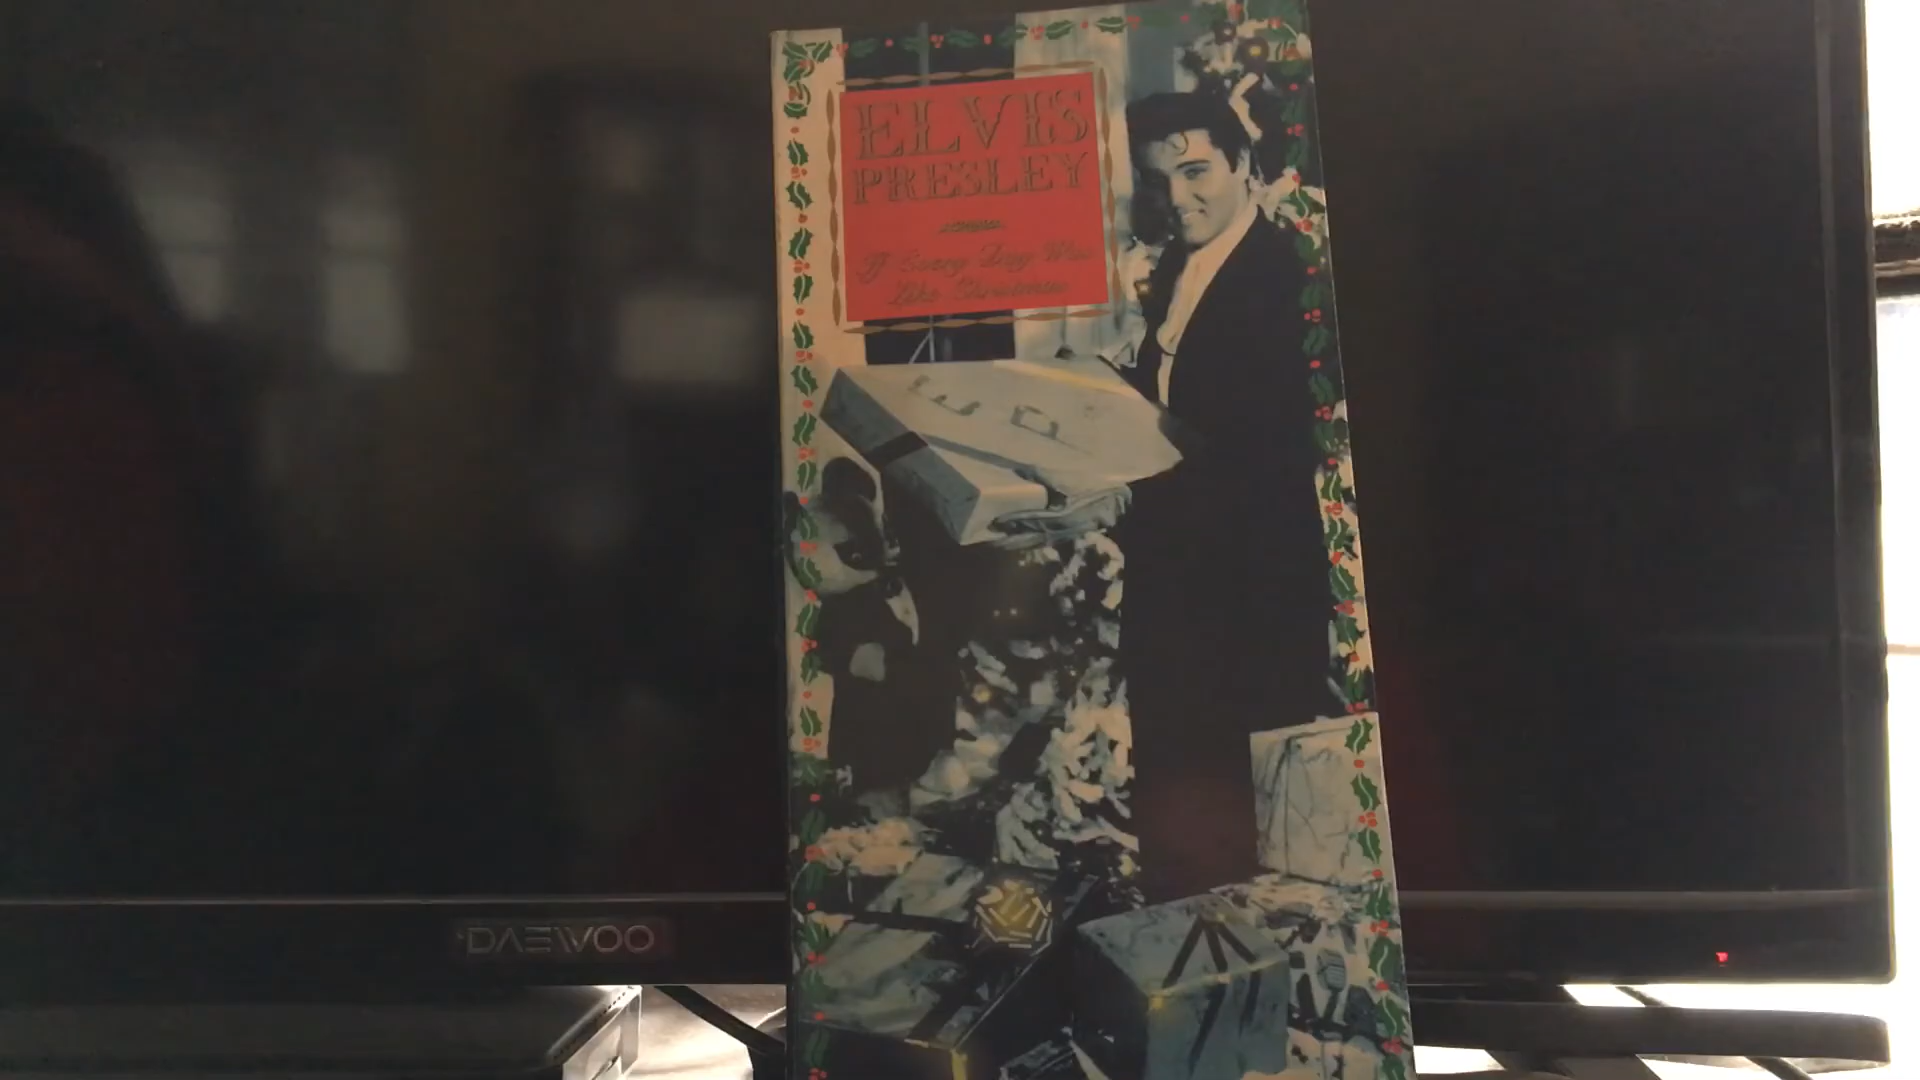 ELVIS
PRESLEY
If Every Day Was
Like Christmas
E P
DAEWOO